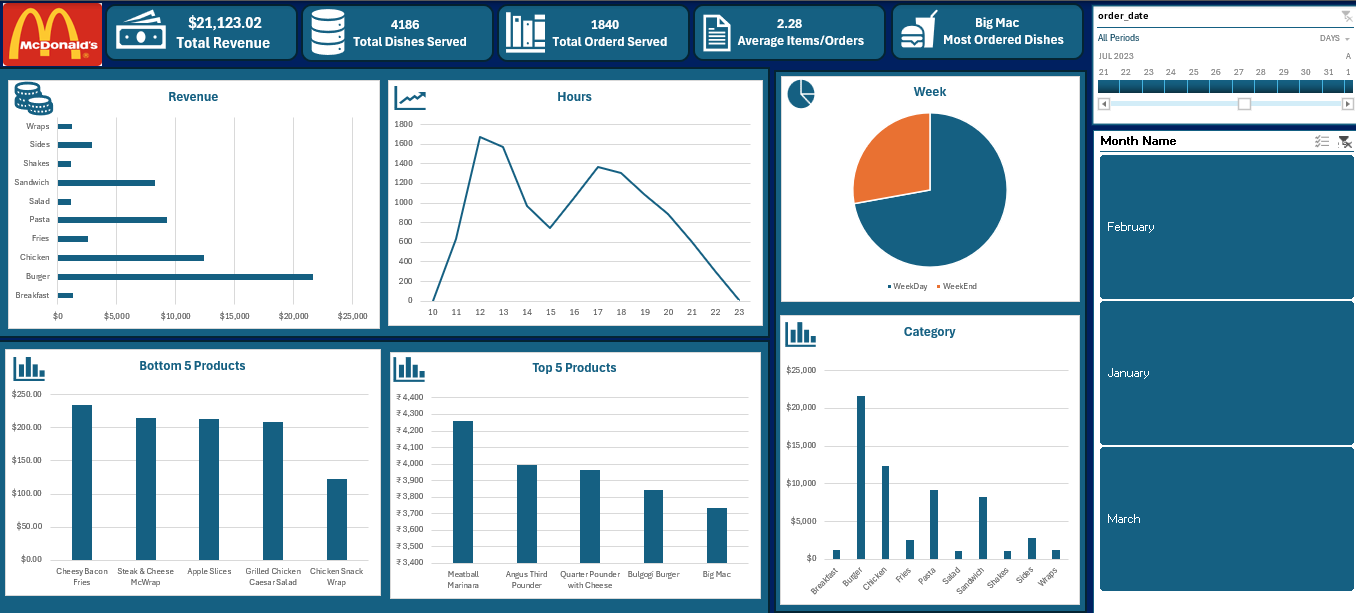 McDonald's
$21,123.02
Total Revenue
4186
Total Dishes Served
1840
Total Orderd Served
2.28
Average Items/Orders
Big Mac
Most Ordered Dishes
order_date
All Periods
DAYS
JUL 2023
A
21 22 23 24 25 26 27 28 29 30 31 1
Revenue
Wraps
Sides
Shakes
Sandwich
Salad
Pasta
Fries
Chicken
Burger
Breakfast
$0 $5,000 $10,000 $15,000 $20,000 $25,000
Hours
1800
1600
1400
1200
1000
800
600
400
200
0
10 11 12 13 14 15 16 17 18 19 20 21 22 23
Week
WeekDay WeekEnd
Month Name
February
January
March
Bottom 5 Products
$250.00
$200.00
$150.00
$100.00
$50.00
$0.00
Cheesy Bacon Fries
Steak & Cheese McWrap
Apple Slices
Grilled Chicken Caesar Salad
Chicken Snack Wrap
Top 5 Products
₹ 4,400
₹ 4,300
₹ 4,200
₹ 4,100
₹ 4,000
₹ 3,900
₹ 3,800
₹ 3,700
₹ 3,600
₹ 3,500
₹ 3,400
Meatball Marinara
Angus Third Pounder
Quarter Pounder with Cheese
Bulgogi Burger
Big Mac
Category
$25,000
$20,000
$15,000
$10,000
$5,000
$0
Breakfast
Burger
Chicken
Fries
Pasta
Salad
Sandwich
Shakes
Sides
Wraps